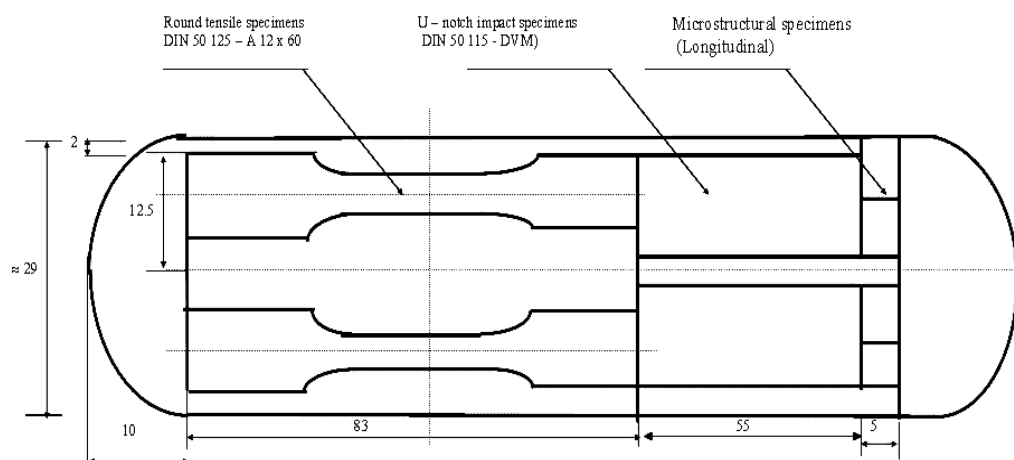 Round tensile specimens
DIN 50 125 – A 12 x 60
U – notch impact specimens
DIN 50 115 - DVM)
Microstructural specimens
(Longitudinal)
2
12.5
≈ 29
10
83
55
5